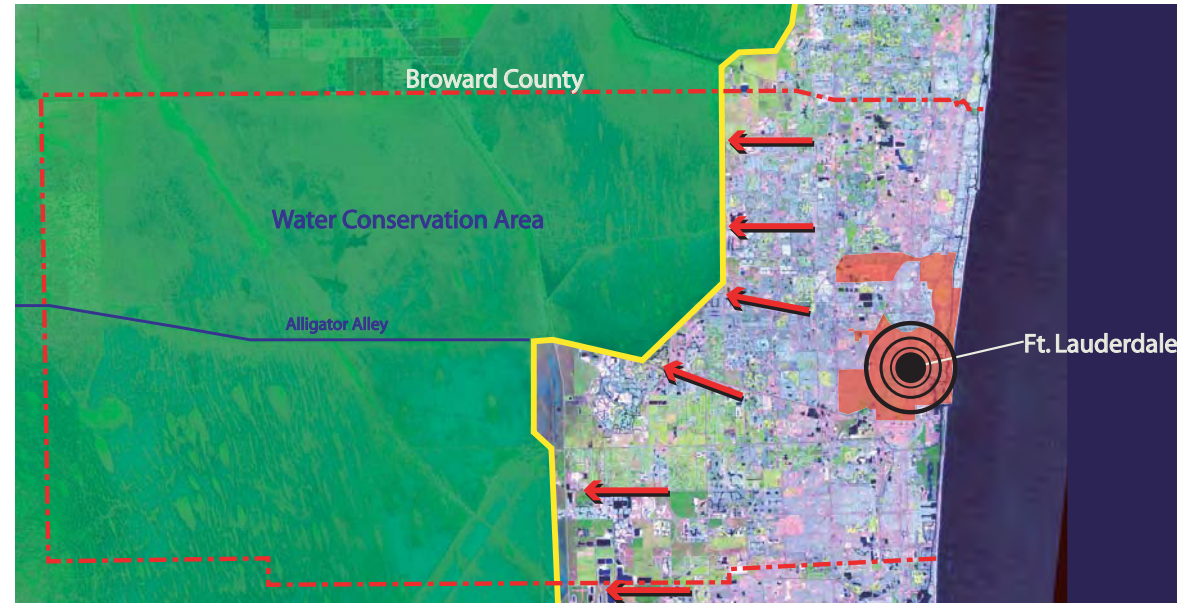 Broward County
Water Conservation Area
Alligator Alley
Ft. Lauderdale